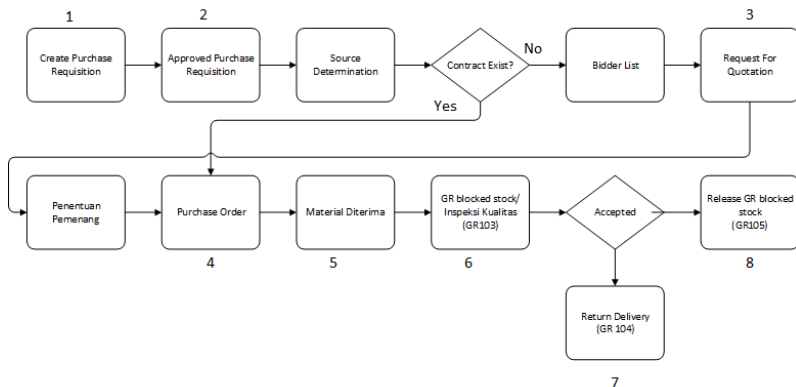 1
2
3
Create Purchase
Requisition
Approved Purchase
Requisition
Source
Determination
Contract Exist?
No
Bidder List
Request For
Quotation
Yes
Penentuan
Pemenang
Purchase Order
Material Diterima
GR blocked stock/
Inspeksi Kualitas
(GR103)
Accepted
Release GR blocked
stock
(GR105)
4
5
6
8
Return Delivery
(GR 104)
7